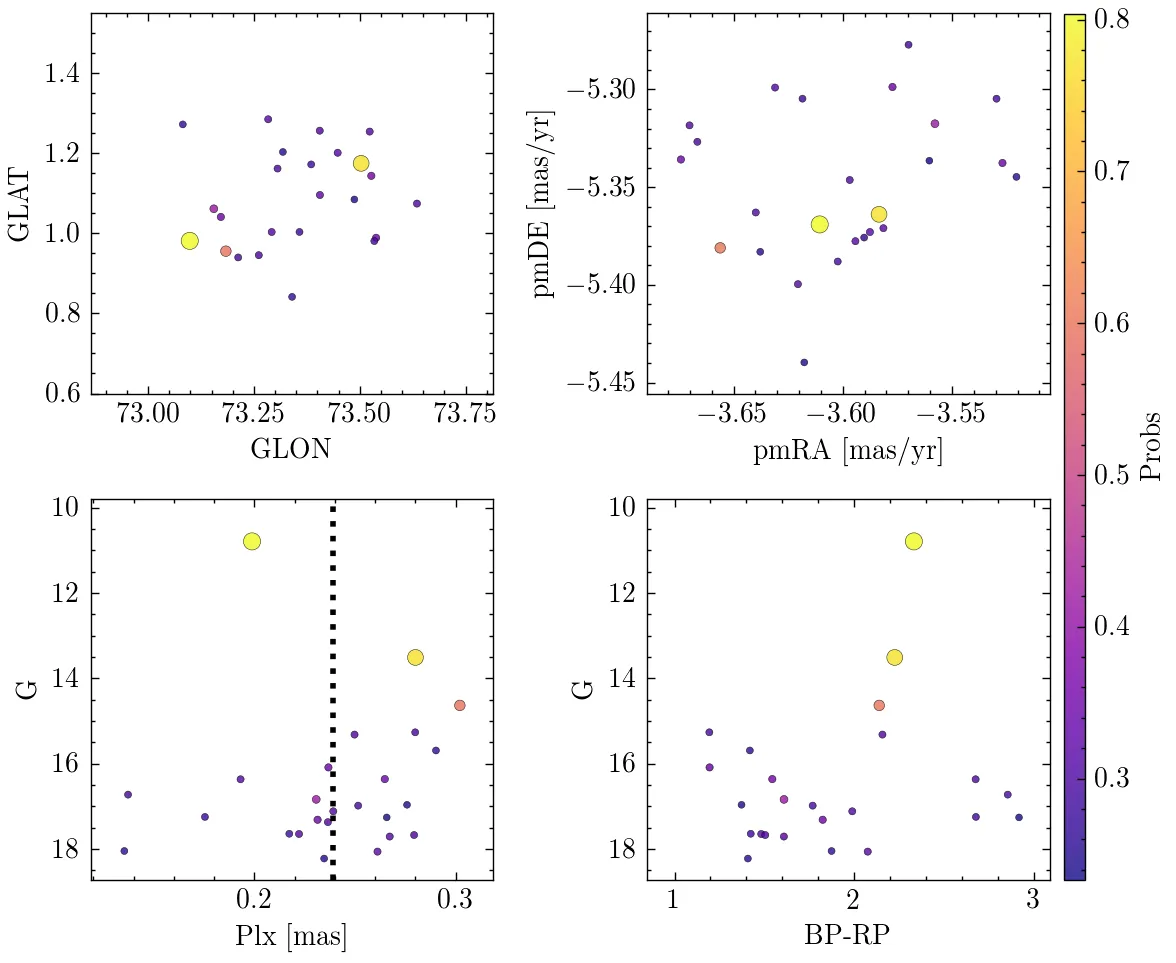 1.4
1.2
1.0
0.8
0.6
GLAT
73.00 73.25 73.50 73.75
GLON
−5.30
−5.35
−5.40
−5.45
pmDE [mas/yr]
−3.65 −3.60 −3.55
pmRA [mas/yr]
0.8
0.7
0.6
0.5
0.4
0.3
Probs
10
12
14
16
18
G
0.2 0.3
Plx [mas]
10
12
14
16
18
G
1 2 3
BP-RP